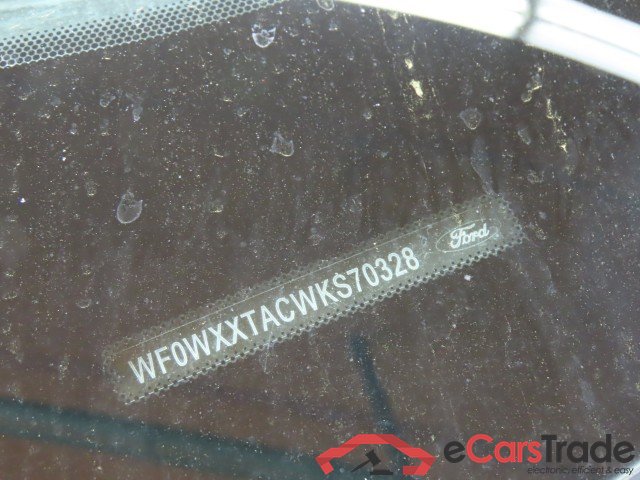 WF0WXXTACWKS70328 Ford
eCarsTrade
electronic, efficient & easy